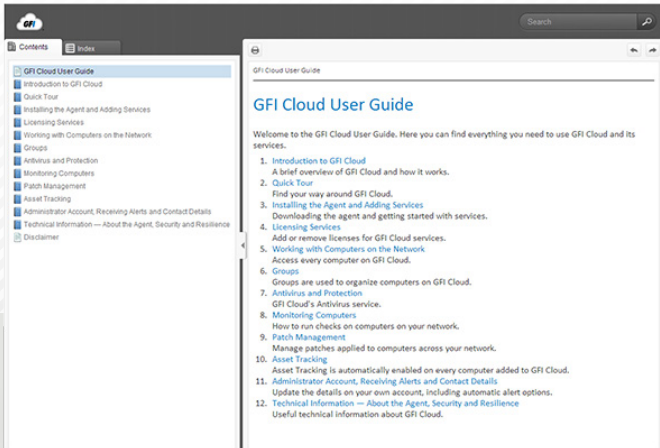 GFI
Search
Contents
Index
GFI Cloud User Guide
Introduction to GFI Cloud
Quick Tour
Installing the Agent and Adding Services
Licensing Services
Working with Computers on the Network
Groups
Antivirus and Protection
Monitoring Computers
Patch Management
Asset Tracking
Administrator Account, Receiving Alerts and Contact Details
Technical Information — About the Agent, Security and Resilience
Disclaimer
GFI Cloud User Guide
GFI Cloud User Guide
Welcome to the GFI Cloud User Guide. Here you can find everything you need to use GFI Cloud and its
services.
1. Introduction to GFI Cloud
A brief overview of GFI Cloud and how it works.
2. Quick Tour
Find your way around GFI Cloud.
3. Installing the Agent and Adding Services
Downloading the agent and getting started with services.
4. Licensing Services
Add or remove licenses for GFI Cloud services.
5. Working with Computers on the Network
Access every computer on GFI Cloud.
6. Groups
Groups are used to organize computers on GFI Cloud.
7. Antivirus and Protection
GFI Cloud's Antivirus service.
8. Monitoring Computers
How to run checks on computers on your network.
9. Patch Management
Manage patches applied to computers across your network.
10. Asset Tracking
Asset Tracking is automatically enabled on every computer added to GFI Cloud.
11. Administrator Account, Receiving Alerts and Contact Details
Update the details on your own account, including automatic alert options.
12. Technical Information — About the Agent, Security and Resilience
Useful technical information about GFI Cloud.